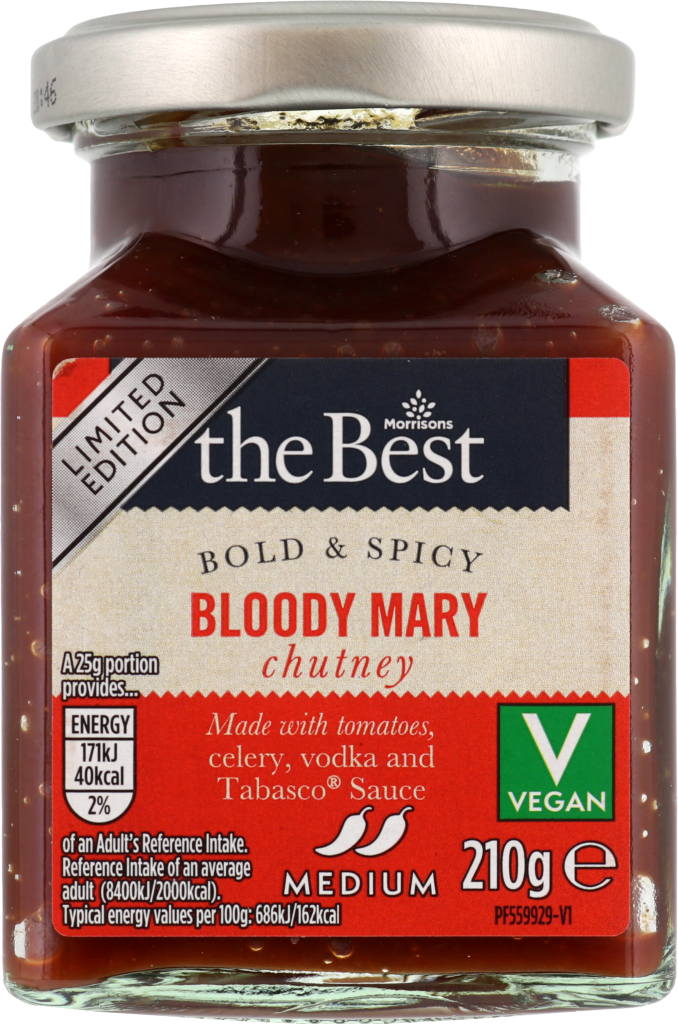 :46
LIMITED
EDITION
Morrisons
the Best
BOLD & SPICY
BLOODY MARY
chutney
A 25g portion
provides...
ENERGY
171kJ
40kcal
2%
of an Adult's Reference Intake.
Reference Intake of an average
adult (8400kJ/2000kcal).
Typical energy values per 100g: 686kJ/162kcal
Made with tomatoes,
celery, vodka and
Tabasco® Sauce
MEDIUM
V
VEGAN
210g ℮
PF559929-V1